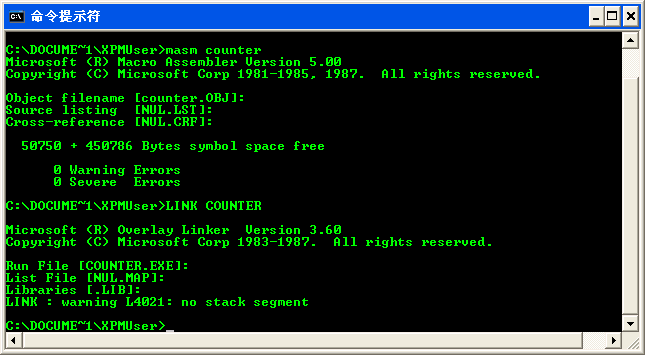 命令提示符
C:\DOCUME~1\XPMUser>masm counter
Microsoft (R) Macro Assembler Version 5.00
Copyright (C) Microsoft Corp 1981-1985, 1987.  All rights reserved.
Object filename [counter.OBJ]:
Source listing  [NUL.LST]:
Cross-reference [NUL.CRF]:
50750 + 450786 Bytes symbol space free
0 Warning Errors
0 Severe  Errors
C:\DOCUME~1\XPMUser>LINK COUNTER
Microsoft (R) Overlay Linker  Version 3.60
Copyright (C) Microsoft Corp 1983-1987.  All rights reserved.
Run File [COUNTER.EXE]:
List File [NUL.MAP]:
Libraries [.LIB]:
LINK : warning L4021: no stack segment
C:\DOCUME~1\XPMUser>_